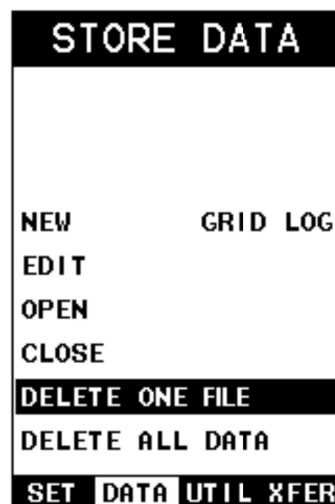 STORE DATA
NEW GRID LOG
EDIT
OPEN
CLOSE
DELETE ONE FILE
DELETE ALL DATA
SET DATA UTIL XFER